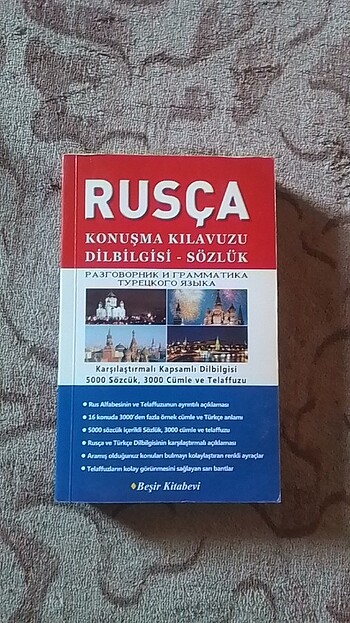 RUSÇA
KONUŞMA KILAVUZU
DİLBİLGİSİ - SÖZLÜK
РАЗГОВОРНИК И ГРАММАТИКА
ТУРЕЦКОГО ЯЗЫКА
Karşılaştırmalı Kapsamlı Dilbilgisi
5000 Sözcük, 3000 Cümle ve Telaffuzu
• Rus Alfabesinin ve Telaffuzunun ayrıntılı açıklaması
• 16 konuda 3000'den fazla örnek cümle ve Türkçe anlamı
• 5000 sözcük içerikli Sözlük, 3000 cümle ve telaffuzu
• Rusça ve Türkçe Dilbilgisinin karşılaştırmalı açıklaması
• Aramış olduğunuz konuları bulmayı kolaylaştıran renkli ayraçlar
• Telaffuzların kolay görünmesini sağlayan sarı bantlar
Beşir Kitabevi